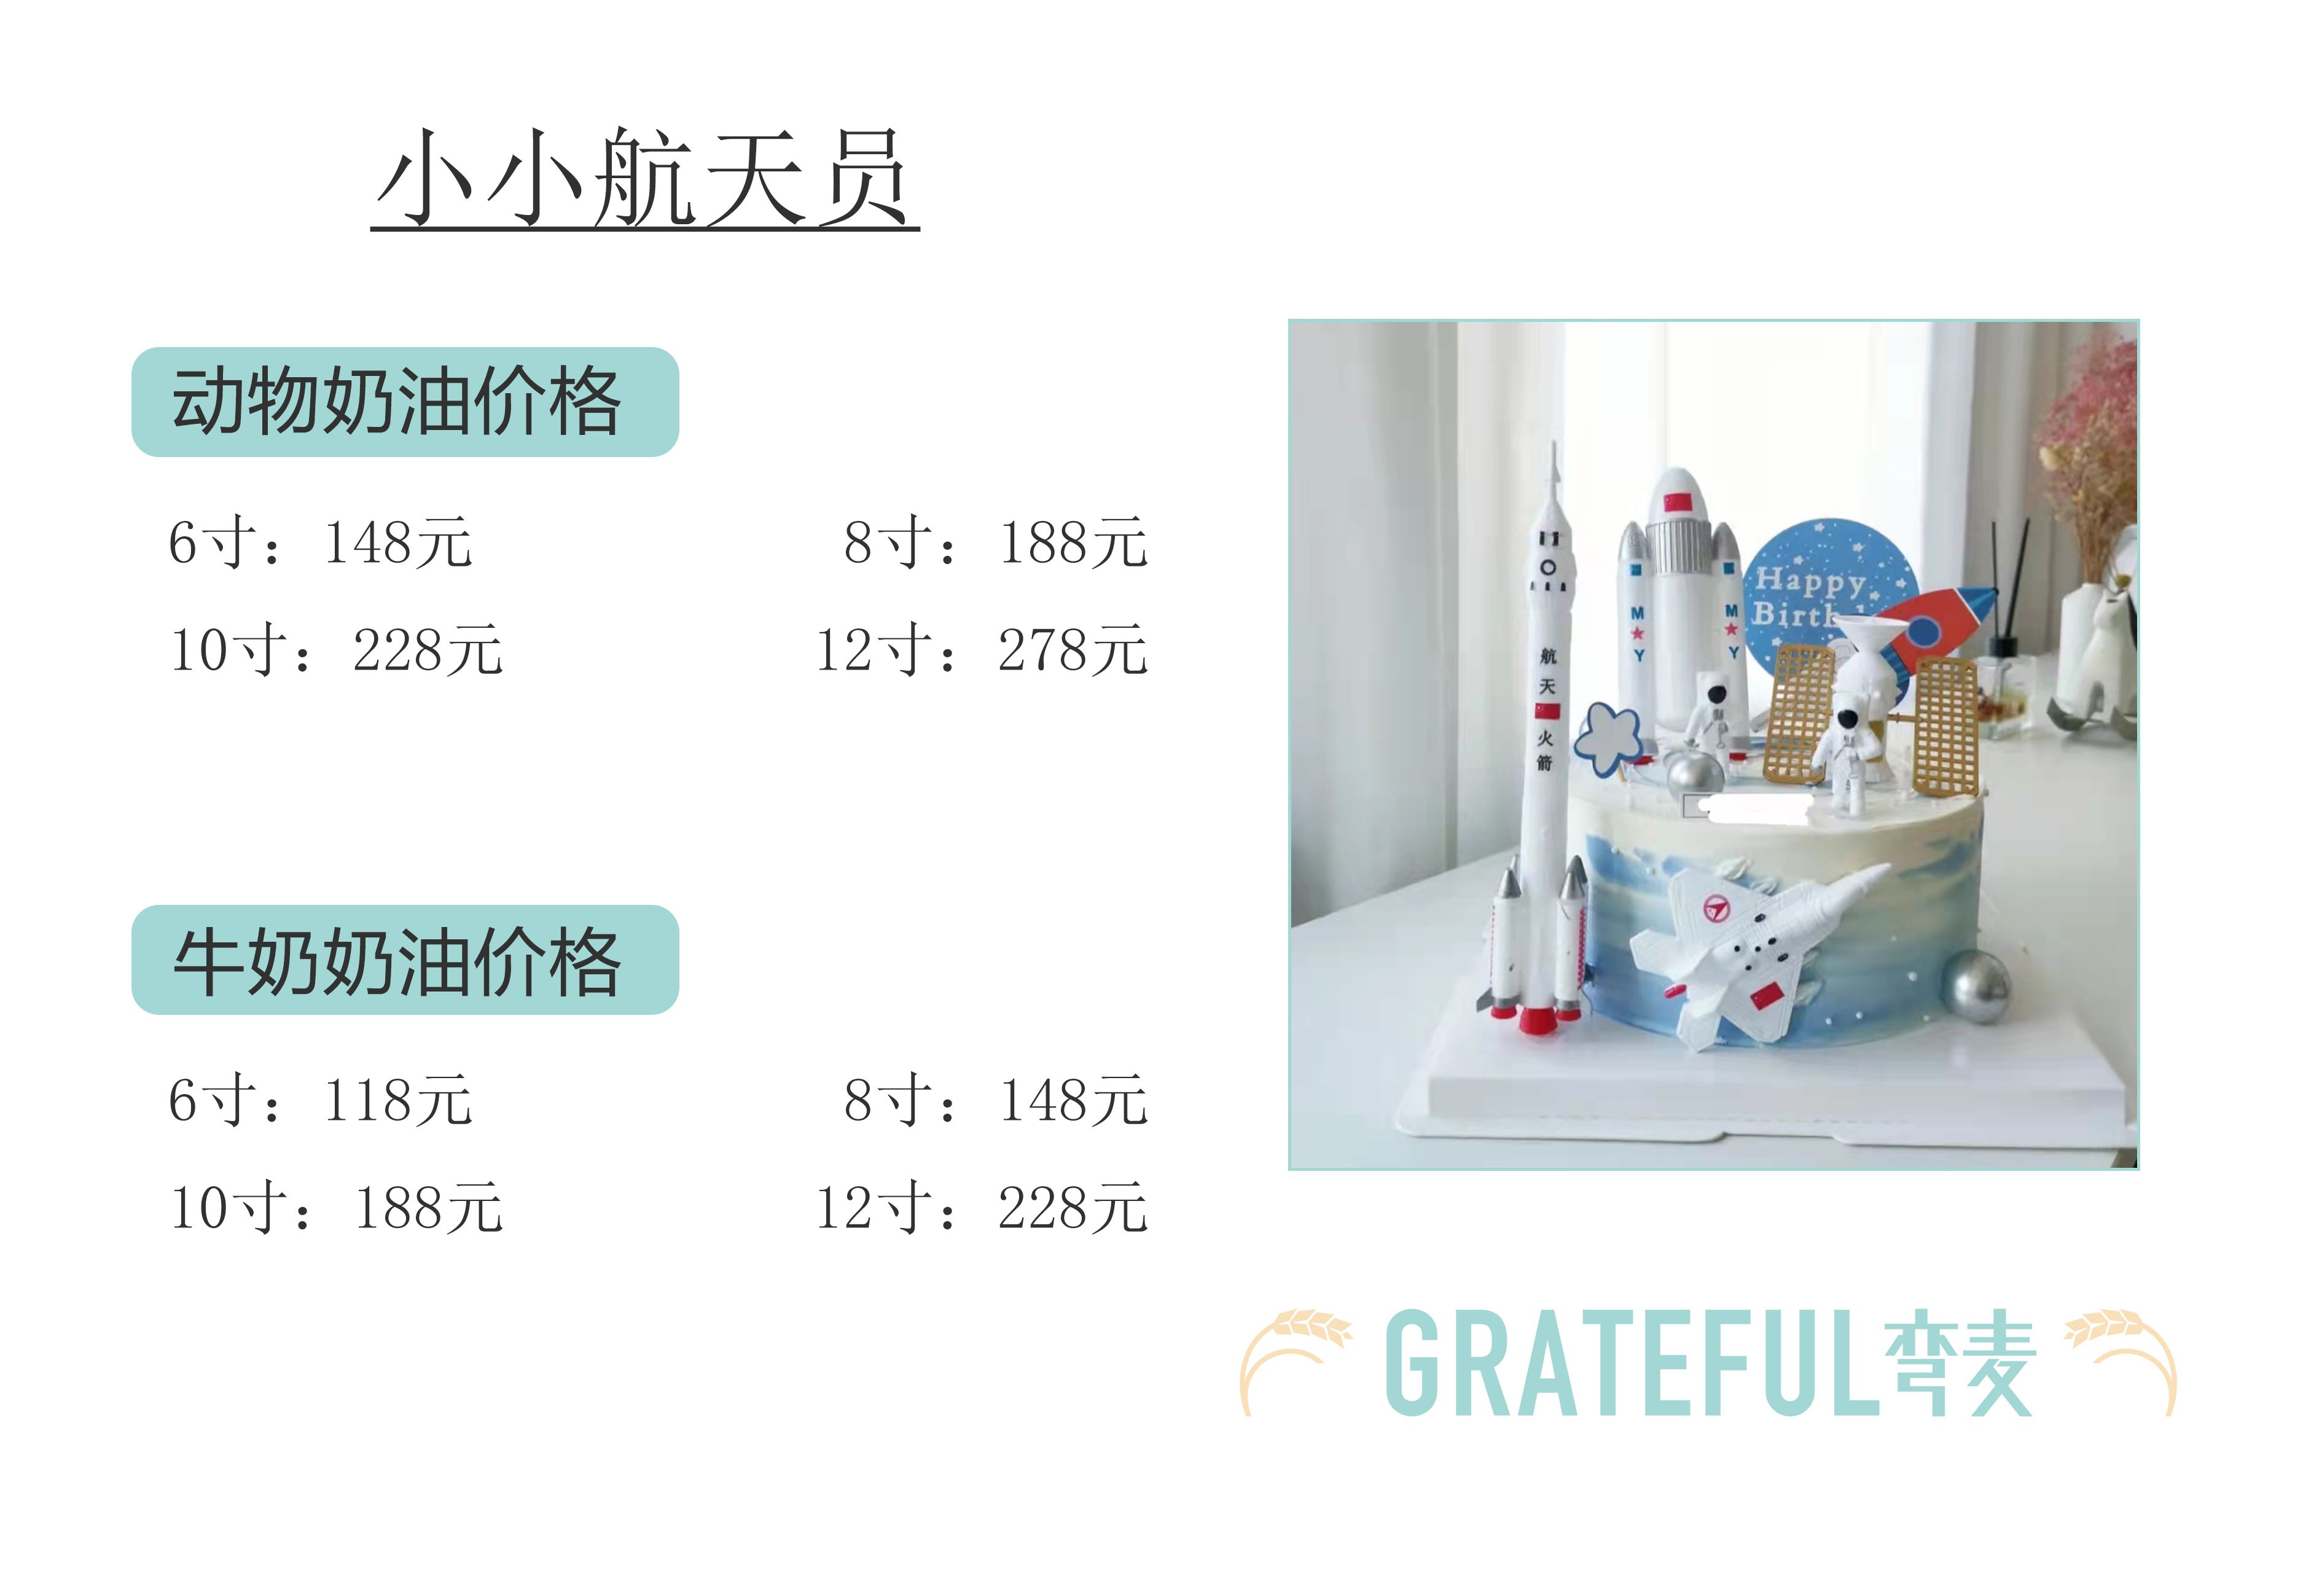 小小航天员
动物奶油价格
6寸：148元
8寸：188元
10寸：228元
12寸：278元
牛奶奶油价格
6寸：118元
8寸：148元
10寸：188元
12寸：228元
航天火箭
M★Y
M★Y
Happy
GRATEFUL弯麦